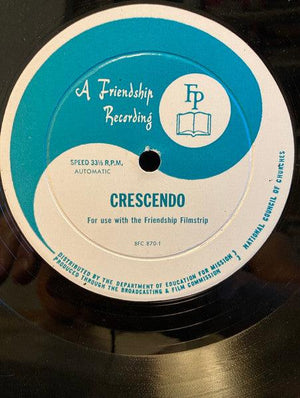 A Friendship
Recording
FP
SPEED 33⅓ R.P.M.
AUTOMATIC
CRESCENDO
For use with the Friendship Filmstrip
BFC 870-1
DISTRIBUTED BY THE DEPARTMENT OF EDUCATION FOR MISSION
PRODUCED THROUGH THE BROADCASTING & FILM COMMISSION
NATIONAL COUNCIL OF CHURCHES